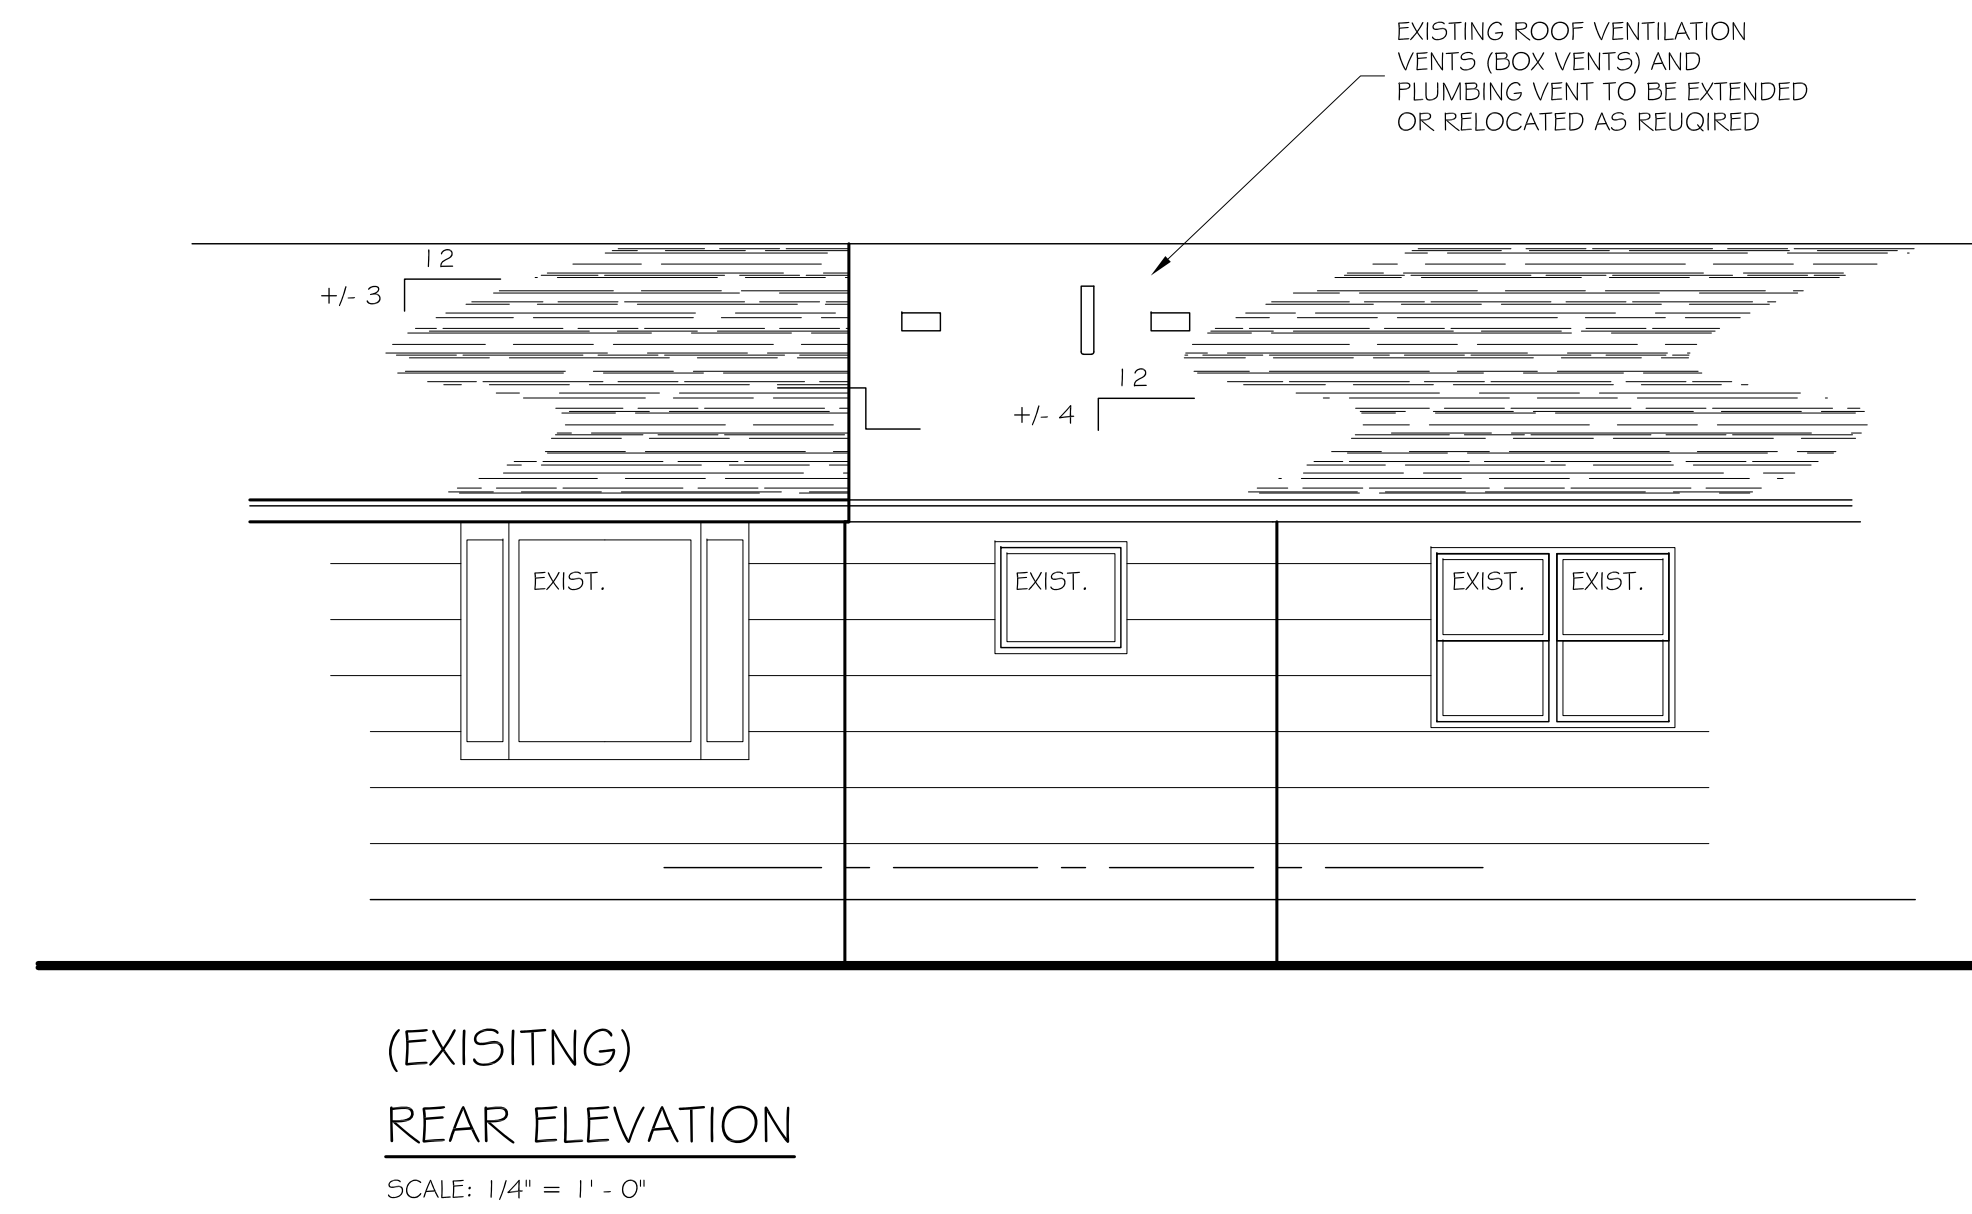 EXISTING ROOF VENTILATION
VENTS (BOX VENTS) AND
PLUMBING VENT TO BE EXTENDED
OR RELOCATED AS REUQIRED
12
+/- 3
12
+/- 4
EXIST.
EXIST.
EXIST.
EXIST.
(EXISITNG)
REAR ELEVATION
SCALE: 1/4" = 1' - 0"